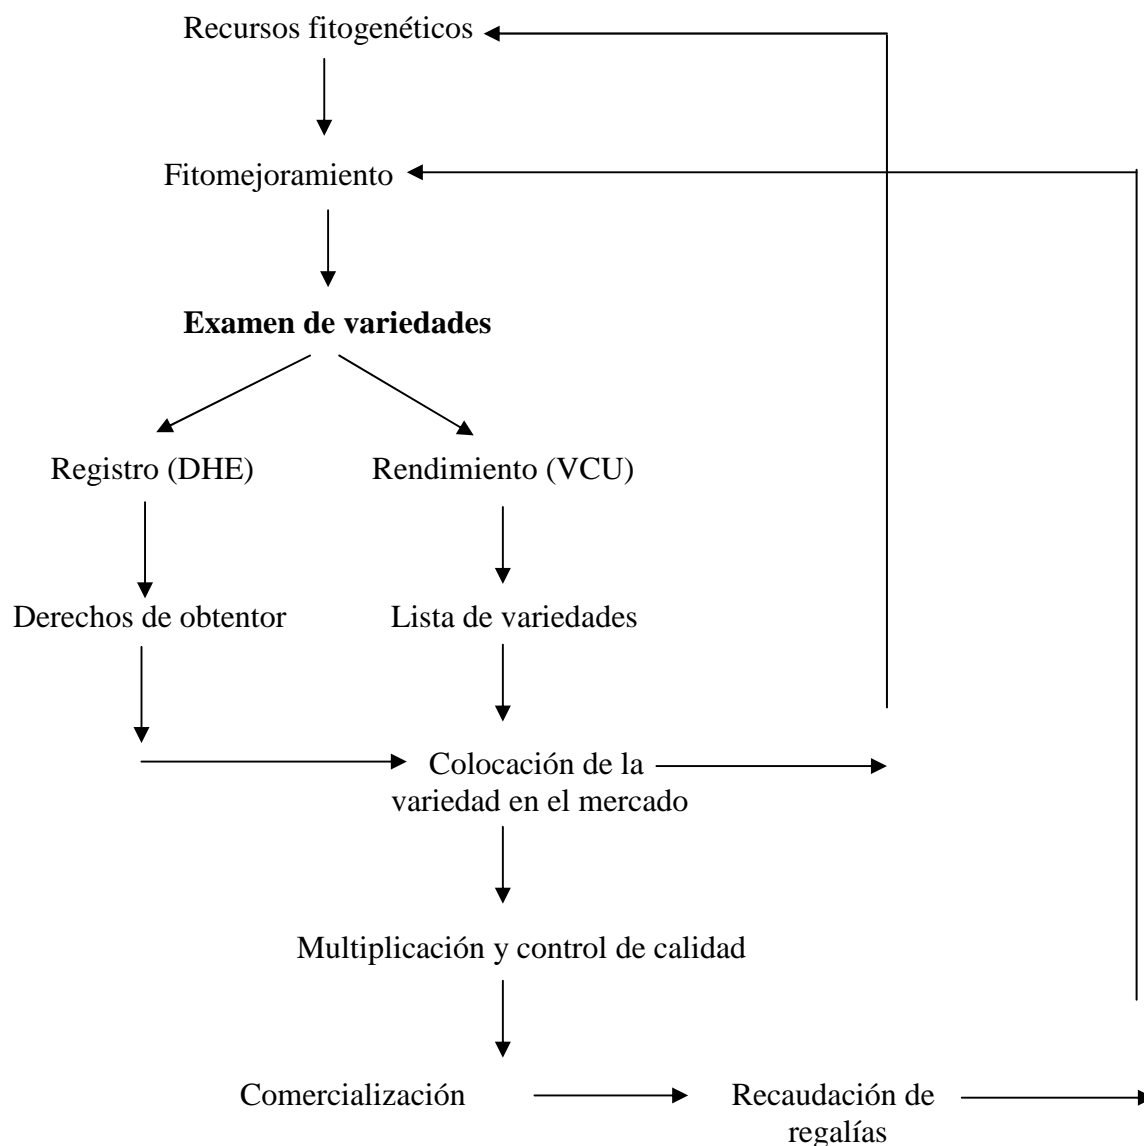 Recursos fitogenéticos
Fitomejoramiento
Examen de variedades
Registro (DHE)
Rendimiento (VCU)
Derechos de obtentor
Lista de variedades
Colocación de la
variedad en el mercado
Multiplicación y control de calidad
Comercialización
Recaudación de
regalías